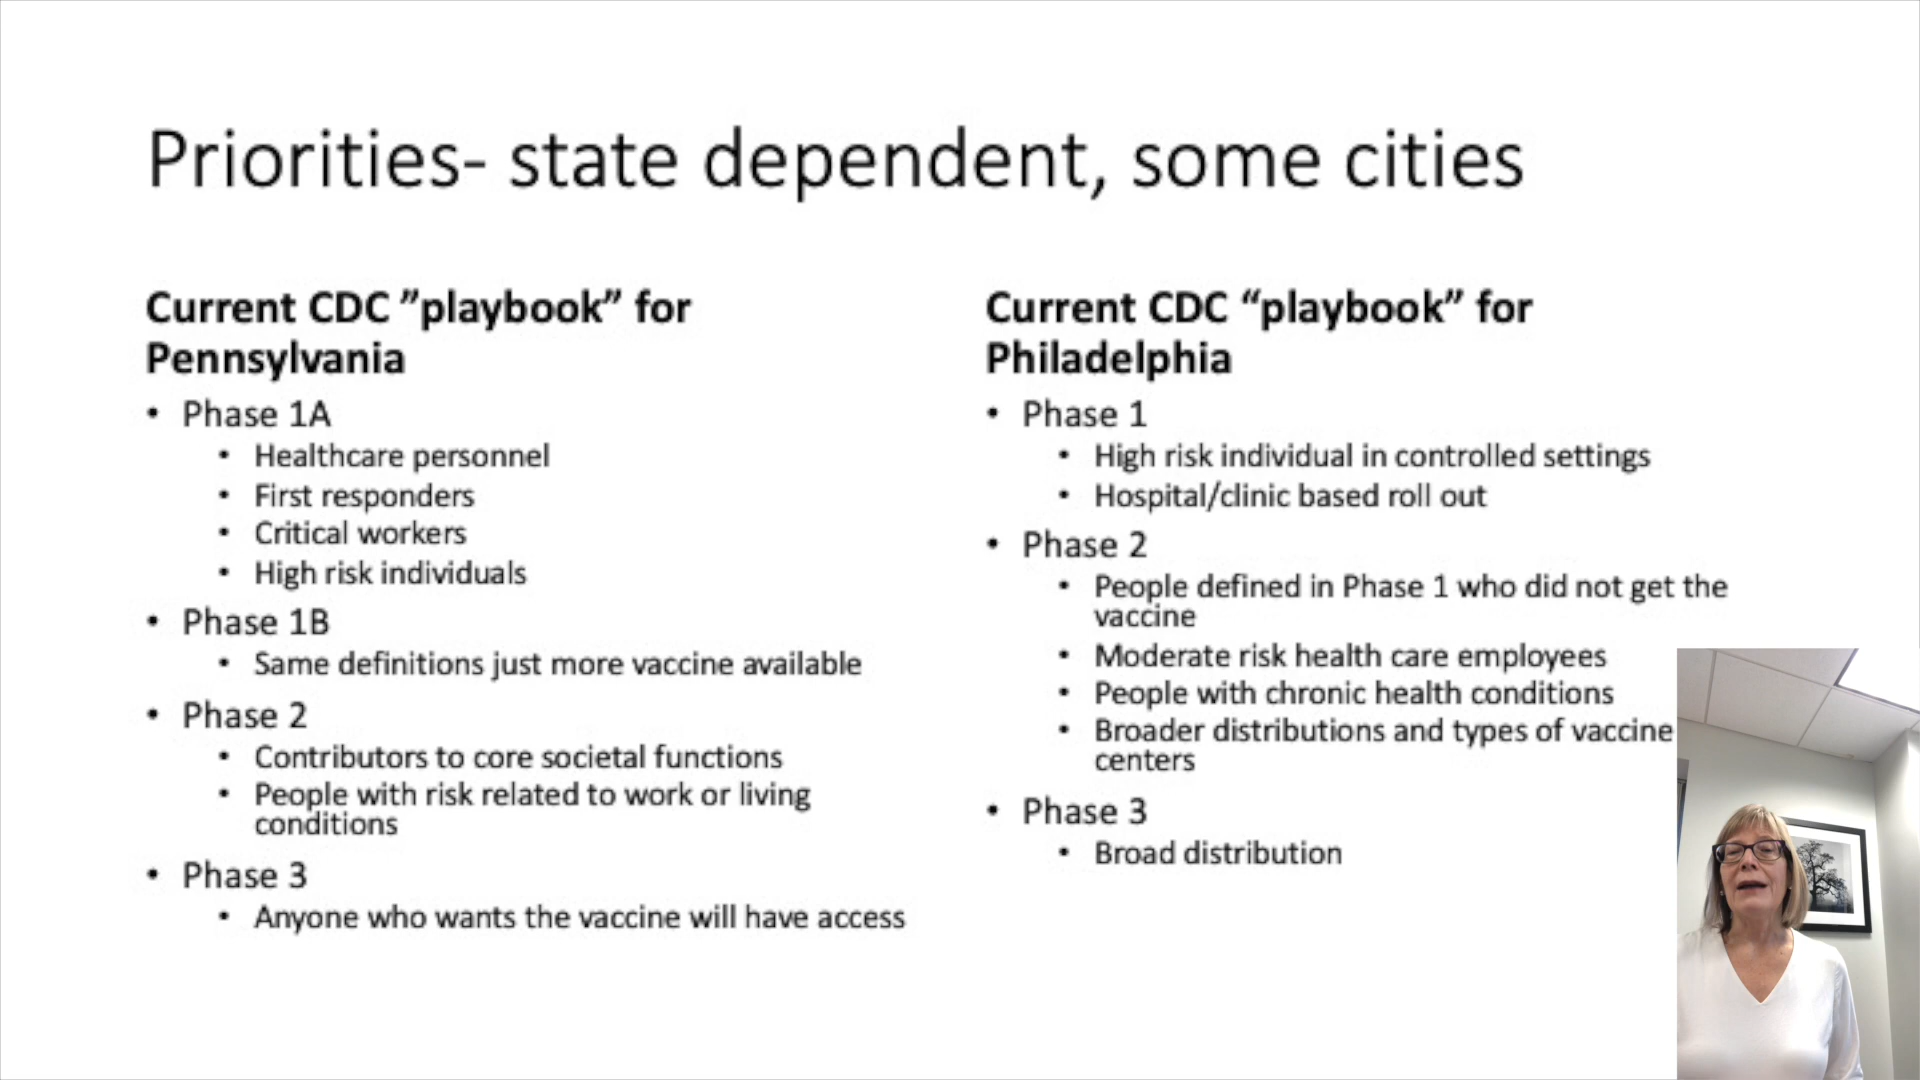 Priorities- state dependent, some cities
Current CDC ”playbook” for
Pennsylvania
• Phase 1A
• Healthcare personnel
• First responders
• Critical workers
• High risk individuals
• Phase 1B
• Same definitions just more vaccine available
• Phase 2
• Contributors to core societal functions
• People with risk related to work or living
conditions
• Phase 3
• Anyone who wants the vaccine will have access
Current CDC “playbook” for
Philadelphia
• Phase 1
• High risk individual in controlled settings
• Hospital/clinic based roll out
• Phase 2
• People defined in Phase 1 who did not get the
vaccine
• Moderate risk health care employees
• People with chronic health conditions
• Broader distributions and types of vaccine
centers
• Phase 3
• Broad distribution